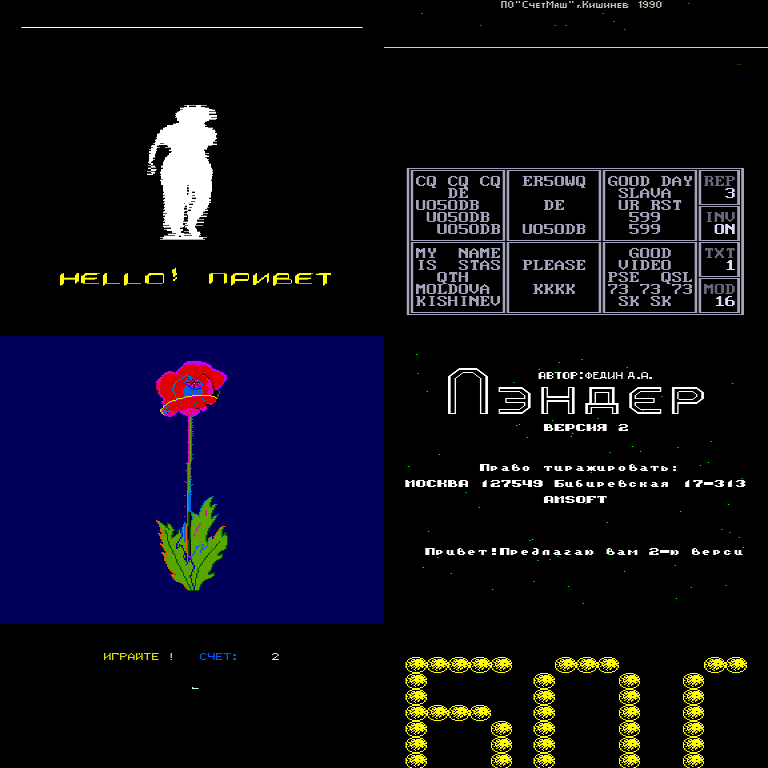 ПО"СчетМаш",Кишинев 1990
HELLO! ПРИВЕТ
CQ CQ CQ
DE
UO5ODB
UO5ODB
UO5ODB
ER5OWQ
DE
UO5ODB
GOOD DAY
SLAVA
UR RST
599
599
REP
3
INV
ON
MY NAME
IS STAS
QTH
MOLDOVA
KISHINEV
PLEASE
KKKK
GOOD
VIDEO
PSE QSL
73 73 73
SK SK
TXT
1
MOD
16
АВТОР:ФЕДИН Д.А.
Лэндер
ВЕРСИЯ 2
Право тиражировать:
МОСКВА 127549 Бибиревская 17-313
AMSOFT
Привет!Предлагаю вам 2-ю верси
ИГРАЙТЕ ! СЧЕТ: 2
БПГ